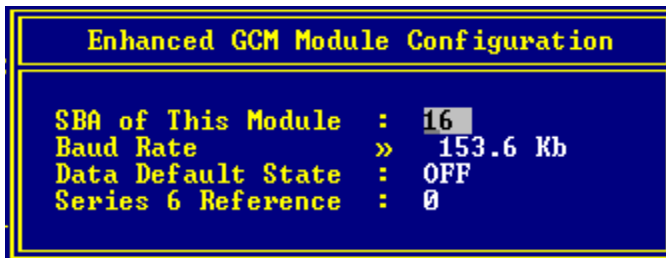 Enhanced GCM Module Configuration
SBA of This Module : 16
Baud Rate » 153.6 Kb
Data Default State : OFF
Series 6 Reference : 0